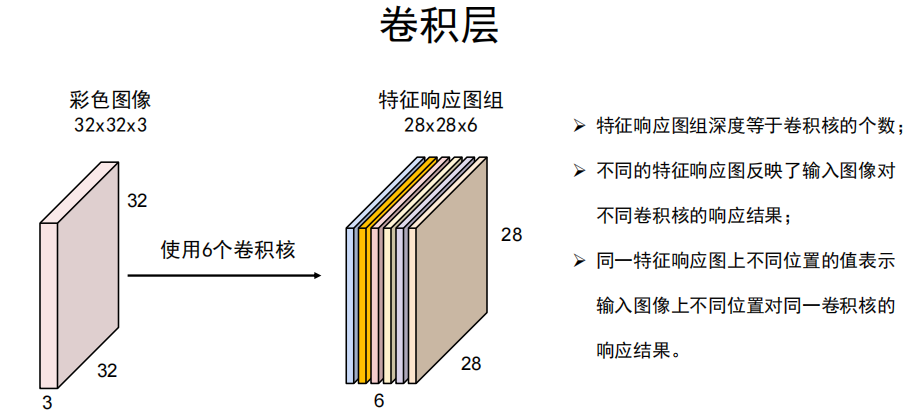 卷积层
彩色图像
32x32x3
32
32
3
使用6个卷积核
特征响应图组
28x28x6
28
28
6
➢ 特征响应图组深度等于卷积核的个数；
➢ 不同的特征响应图反映了输入图像对
不同卷积核的响应结果；
➢ 同一特征响应图上不同位置的值表示
输入图像上不同位置对同一卷积核的
响应结果。